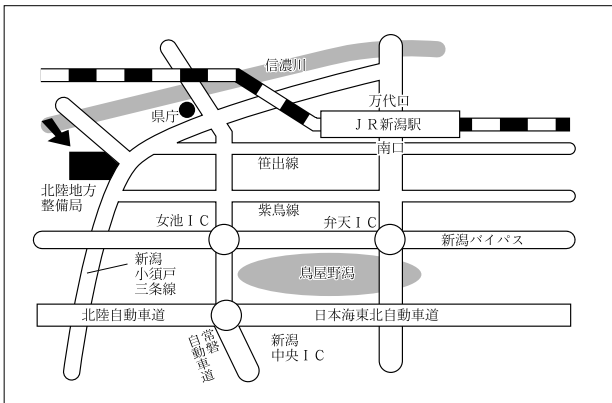 信濃川
万代口
県庁
ＪＲ新潟駅
南口
笹出線
北陸地方
整備局
紫鳥線
女池ＩＣ
弁天ＩＣ
新潟バイパス
新潟
小須戸
三条線
鳥屋野潟
北陸自動車道
日本海東北自動車道
常磐
自動車道
新潟
中央ＩＣ